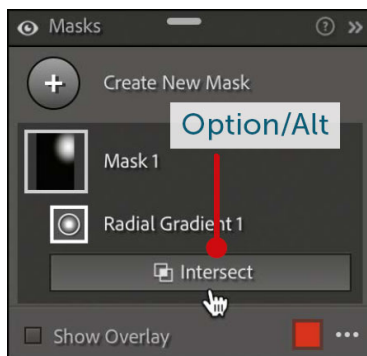 Masks
Create New Mask
Option/Alt
Mask 1
Radial Gradient 1
Intersect
Show Overlay